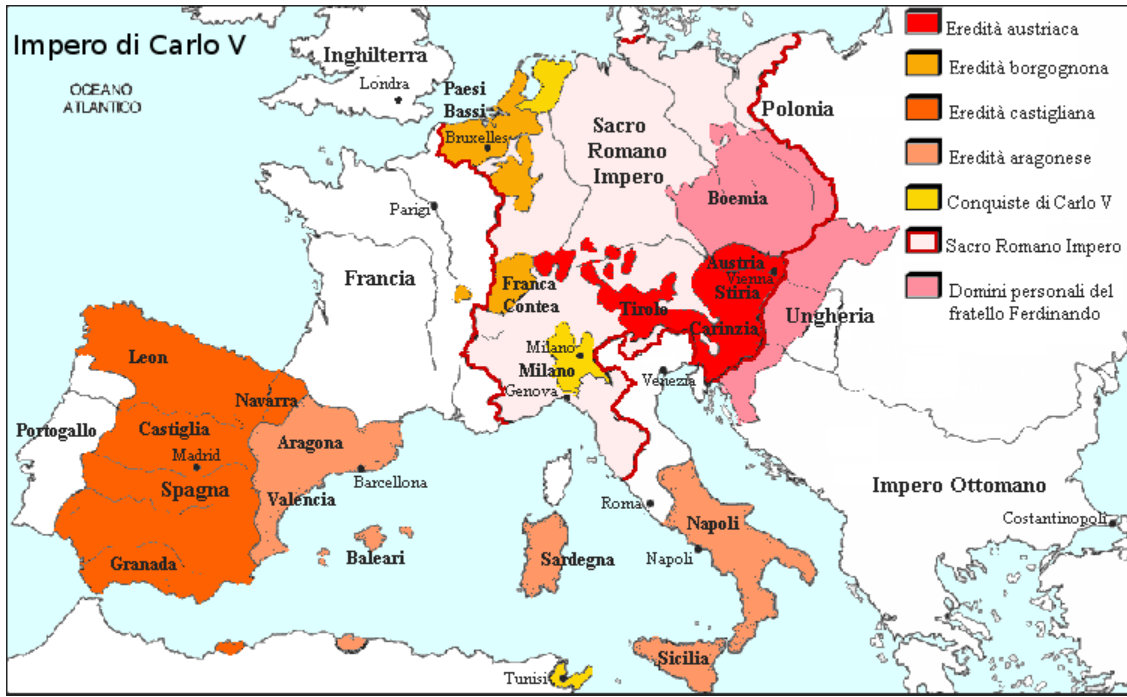 Impero di Carlo V
OCEANO
ATLANTICO
Inghilterra
Londra
Paesi
Bassi
Bruxelles
Sacro
Romano
Impero
Polonia
Boemia
Parigi
Francia
Franca
Contea
Austria
Vienna
Stiria
Tirolo
Carinzia
Ungheria
Milano
Milano
Genova
Venezia
Leon
Navarra
Portogallo
Castiglia
Madrid
Spagna
Aragona
Barcellona
Valencia
Granada
Baleari
Sardegna
Roma
Napoli
Napoli
Sicilia
Tunisi
Impero Ottomano
Costantinopoli
Eredità austriaca
Eredità borgognona
Eredità castigliana
Eredità aragonese
Conquiste di Carlo V
Sacro Romano Impero
Domini personali del
fratello Ferdinando